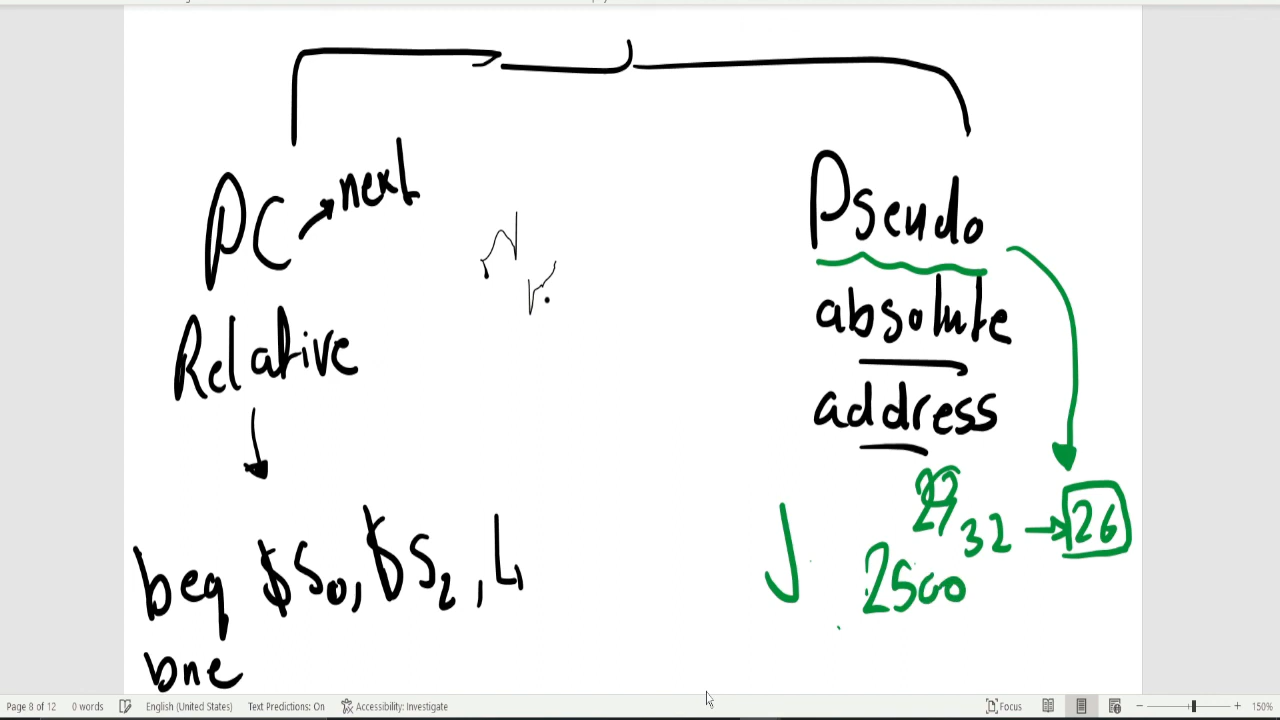 PC → next
Relative
beq $S0, $S2, L1
bne
Pseudo
absolute
address
32 → 26
J 2500
Page 8 of 12
0 words
English (United States)
Text Predictions: On
Accessibility: Investigate
Focus
150%